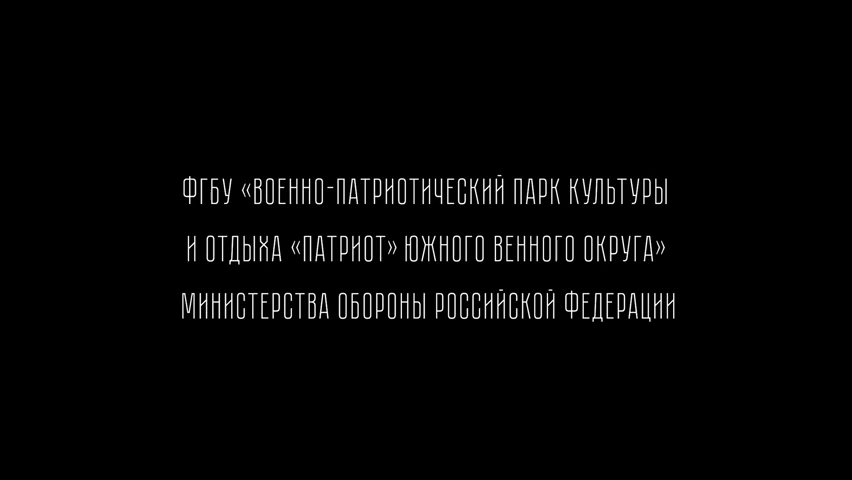 ФГБУ «ВОЕННО-ПАТРИОТИЧЕСКИЙ ПАРК КУЛЬТУРЫ
И ОТДЫХА «ПАТРИОТ» ЮЖНОГО ВЕННОГО ОКРУГА»
МИНИСТЕРСТВА ОБОРОНЫ РОССИЙСКОЙ ФЕДЕРАЦИИ